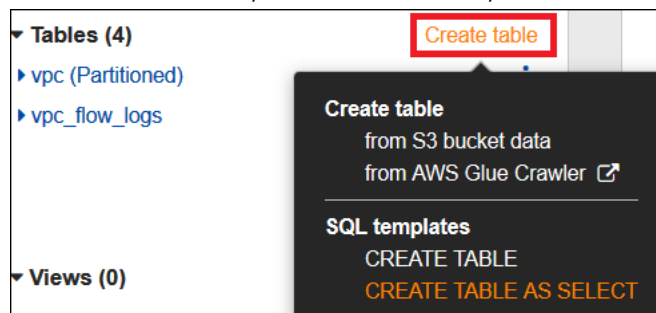 Tables (4)
Create table
vpc (Partitioned)
vpc_flow_logs
Create table
from S3 bucket data
from AWS Glue Crawler
SQL templates
CREATE TABLE
CREATE TABLE AS SELECT
Views (0)